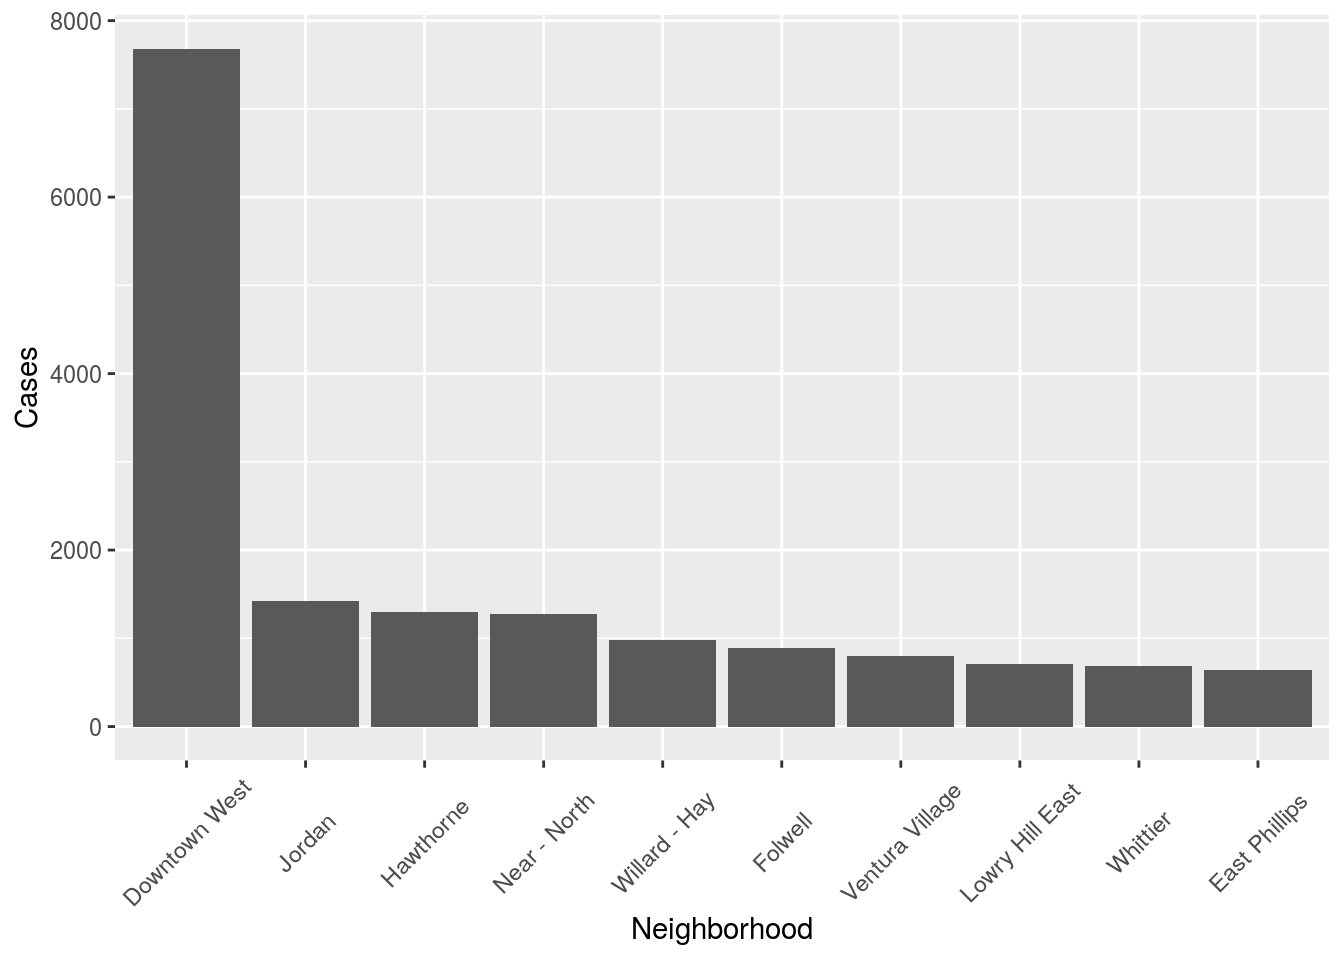 8000
6000
4000
2000
0
Cases
Downtown West
Jordan
Hawthorne
Near - North
Willard - Hay
Folwell
Ventura Village
Lowry Hill East
Whittier
East Phillips
Neighborhood